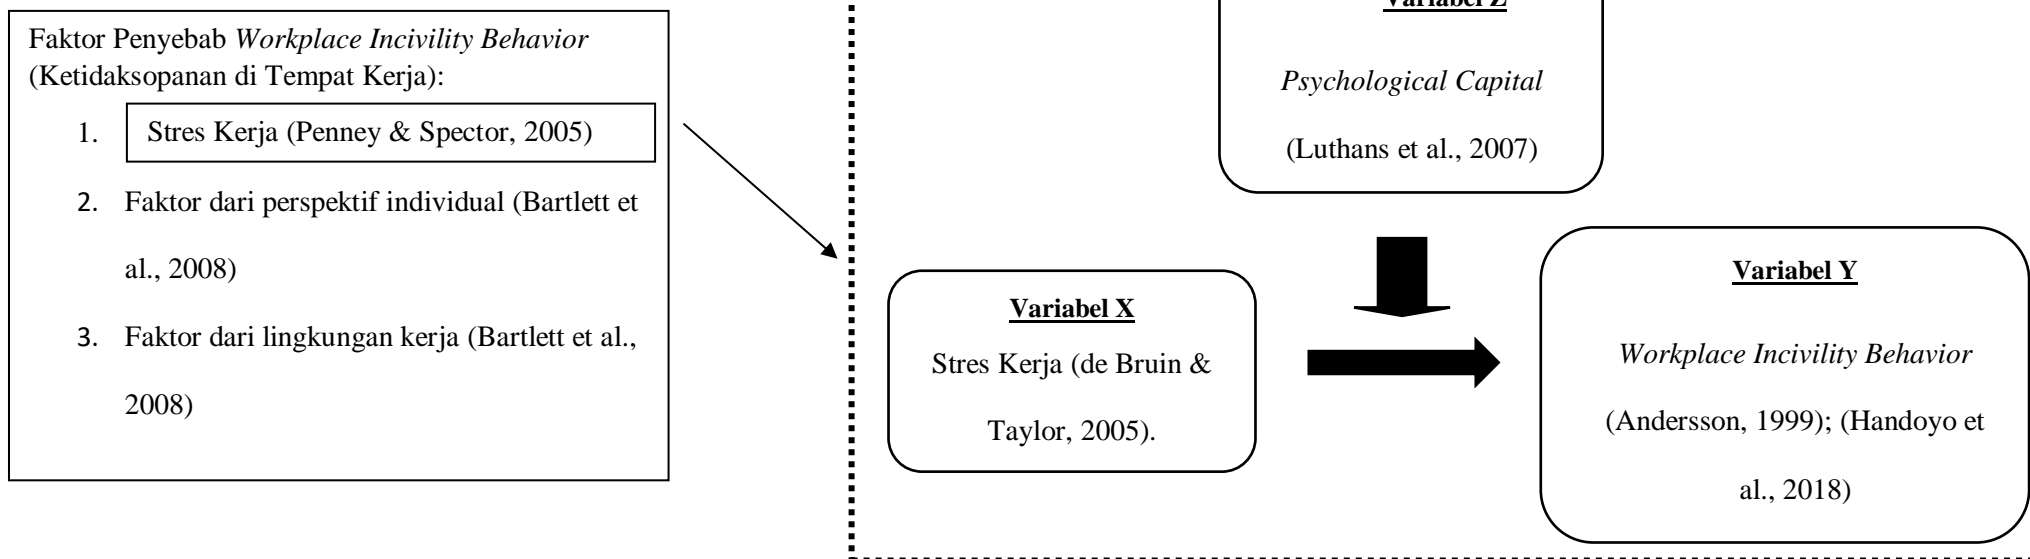 Faktor Penyebab Workplace Incivility Behavior
(Ketidaksopanan di Tempat Kerja):
1. Stres Kerja (Penney & Spector, 2005)
2. Faktor dari perspektif individual (Bartlett et
al., 2008)
3. Faktor dari lingkungan kerja (Bartlett et al.,
2008)
Variabel Z
Psychological Capital
(Luthans et al., 2007)
Variabel X
Stres Kerja (de Bruin &
Taylor, 2005).
Variabel Y
Workplace Incivility Behavior
(Andersson, 1999); (Handoyo et
al., 2018)